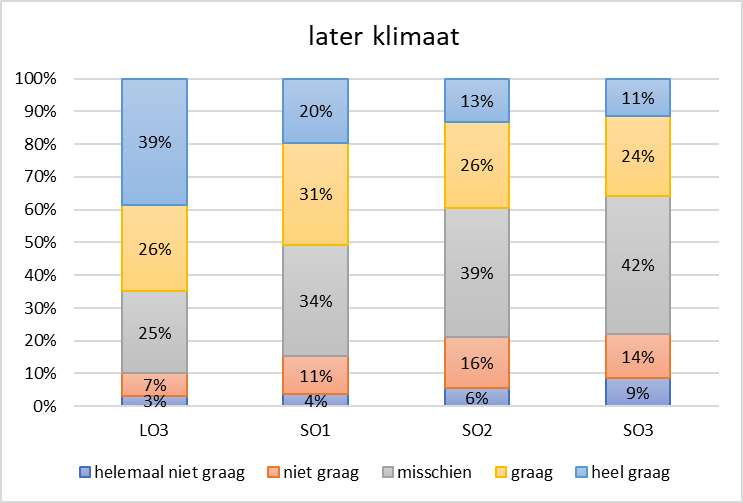 later klimaat
100%
90%
80%
70%
60%
50%
40%
30%
20%
10%
0%
39% 20% 13% 11%
26% 31% 26% 24%
25% 34% 39% 42%
7% 11% 16% 14%
3% 4% 6% 9%
LO3 SO1 SO2 SO3
helemaal niet graag niet graag misschien graag heel graag